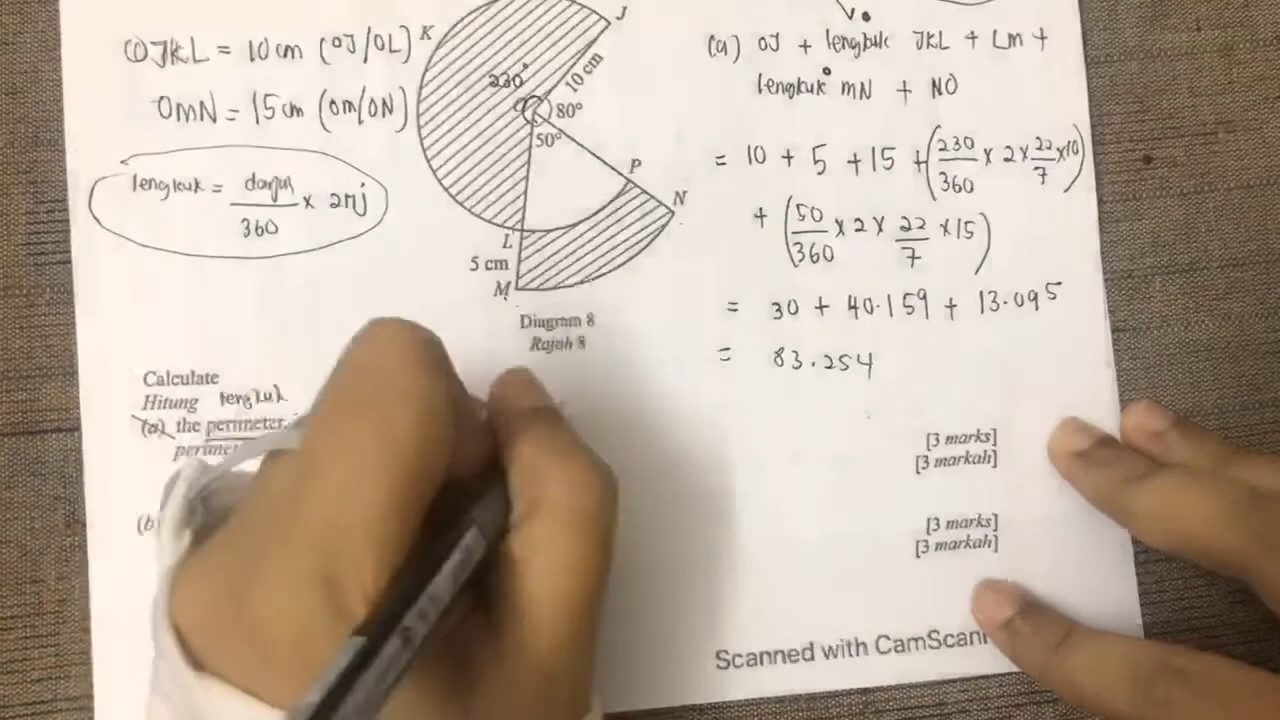 ① JKL = 10 cm (OJ/OL)
OMN = 15 cm (OM/ON)
lengkuk = darjah/360 × 2πj
K
J
230°
10 cm
O
80°
50°
P
N
L
5 cm
M
Diagram 8
Rajah 8
(a) OJ + lengkuk JKL + LM +
lengkuk MN + NO
= 10 + 5 + 15 + (230/360 × 2 × 22/7 × 10)
+ (50/360 × 2 × 22/7 × 15)
= 30 + 40.159 + 13.095
= 83.254
Calculate
Hitung
(a) the perimeter
[3 marks]
[3 markah]
(b)
[3 marks]
[3 markah]
Scanned with